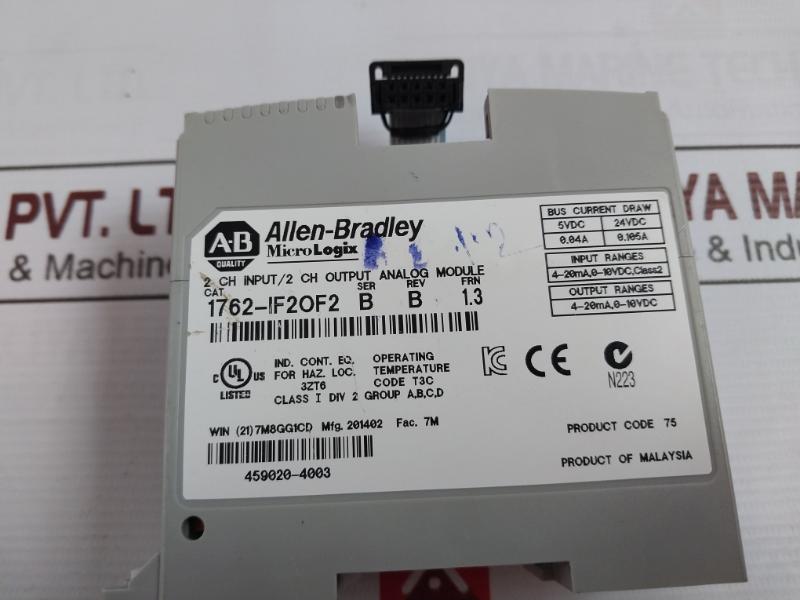 PVT. LT
YA MA
& Machine
& Indu
A·B
QUALITY
Allen-Bradley
MicroLogix
BUS CURRENT DRAW
5VDC 24VDC
0.04A 0.105A
INPUT RANGES
4-20mA,0-10VDC,Class2
OUTPUT RANGES
4-20mA,0-10VDC
2 CH INPUT/2 CH OUTPUT ANALOG MODULE
CAT SER REV FRN
1762-IF2OF2 B B 1.3
C UL US
LISTED
IND. CONT. EQ. OPERATING
FOR HAZ. LOC. TEMPERATURE
3ZT6 CODE T3C
CLASS I DIV 2 GROUP A,B,C,D
CE
N223
WIN (21)7M8GG1CD Mfg. 201402 Fac. 7M
PRODUCT CODE 75
459020-4003
PRODUCT OF MALAYSIA